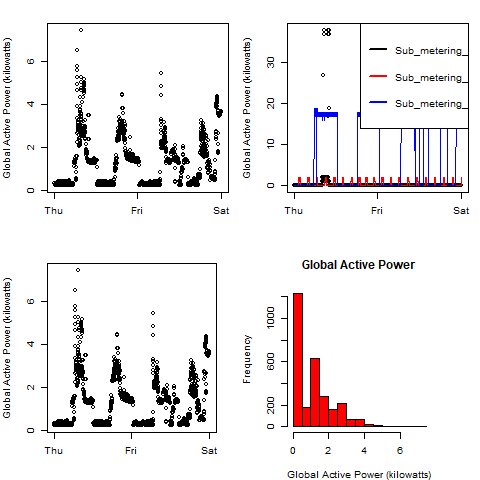 Global Active Power (kilowatts)
0 2 4 6
Thu Fri Sat
Global Active Power (kilowatts)
0 10 20 30
Thu Fri Sat
Sub_metering_
Sub_metering_
Sub_metering_
Global Active Power (kilowatts)
0 2 4 6
Thu Fri Sat
Global Active Power
Frequency
0 200 600 1000
0 2 4 6
Global Active Power (kilowatts)